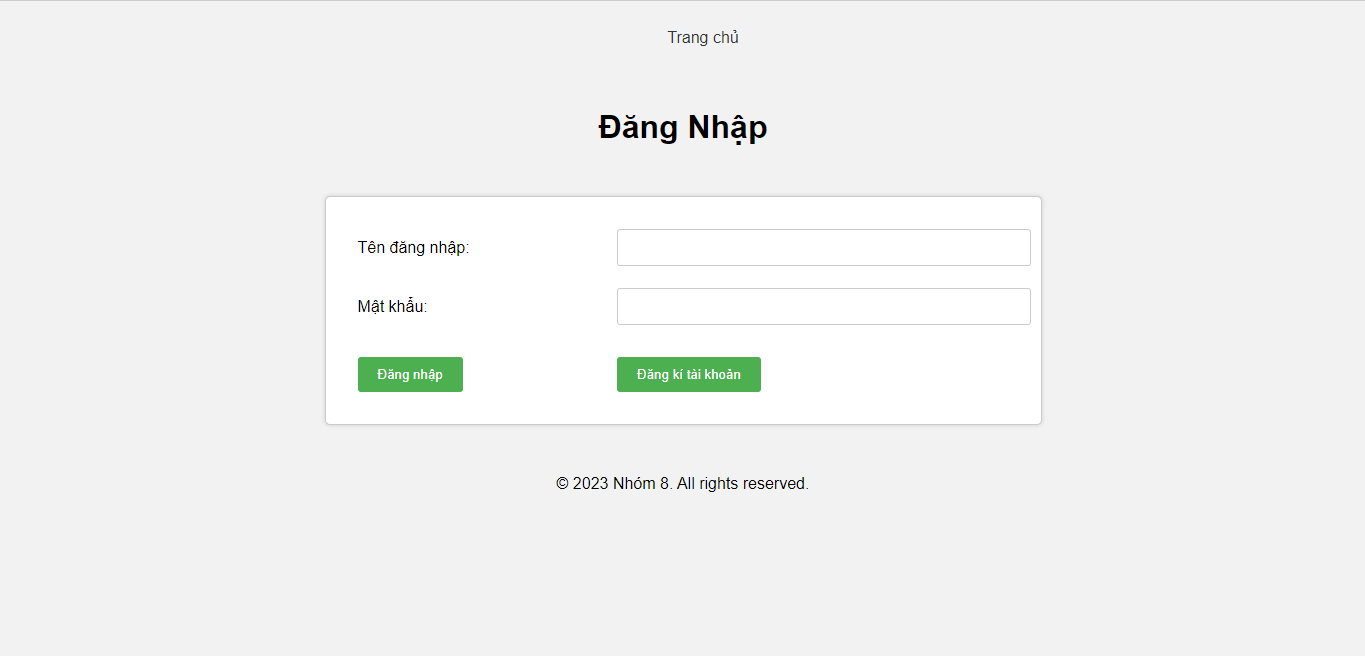 Trang chủ
Đăng Nhập
Tên đăng nhập:
Mật khẩu:
Đăng nhập
Đăng kí tài khoản
© 2023 Nhóm 8. All rights reserved.